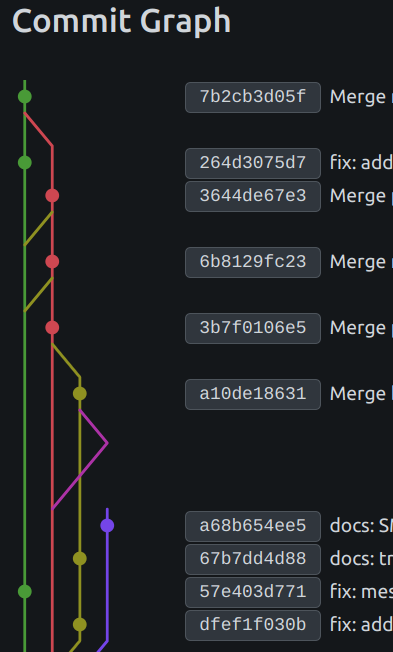 Commit Graph
7b2cb3d05f Merge
264d3075d7 fix: add
3644de67e3 Merge
6b8129fc23 Merge
3b7f0106e5 Merge
a10de18631 Merge
a68b654ee5 docs:
67b7dd4d88 docs: tr
57e403d771 fix: mes
dfef1f030b fix: add